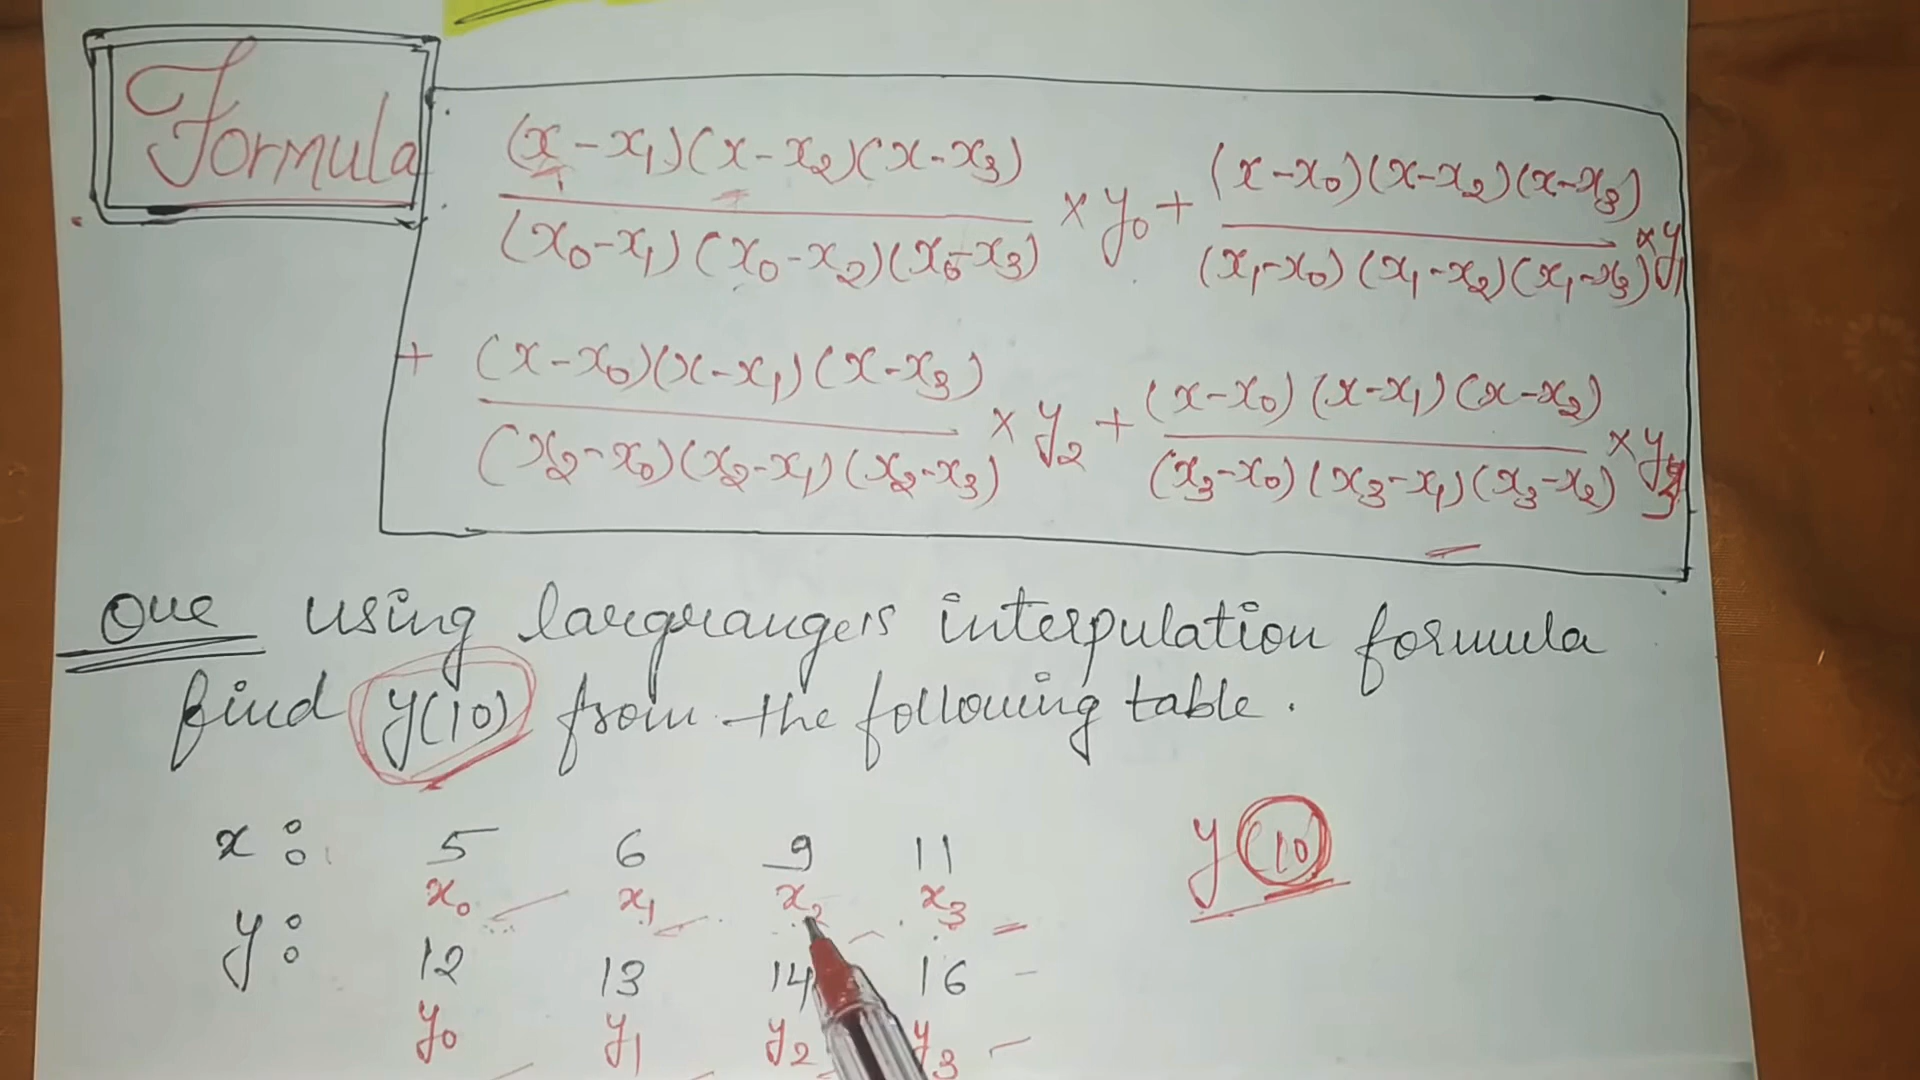 Formula
(x-x₁)(x-x₂)(x-x₃) / (x₀-x₁)(x₀-x₂)(x₀-x₃) × y₀ + (x-x₀)(x-x₂)(x-x₃) / (x₁-x₀)(x₁-x₂)(x₁-x₃) × y₁
+ (x-x₀)(x-x₁)(x-x₃) / (x₂-x₀)(x₂-x₁)(x₂-x₃) × y₂ + (x-x₀)(x-x₁)(x-x₂) / (x₃-x₀)(x₃-x₁)(x₃-x₂) × y₃
Que using largranger's interpulation formula
find y(10) from the following table.
x: 5 6 9 11 y(10)
x₀ x₁ x₂ x₃
y: 12 13 14 16
y₀ y₁ y₂ y₃